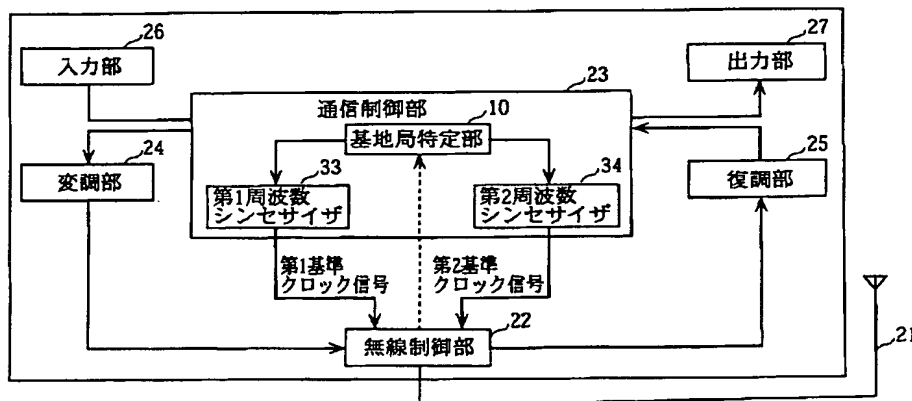 26
入力部
27
出力部
23
通信制御部
10
基地局特定部
24
変調部
33
第1周波数
シンセサイザ
34
第2周波数
シンセサイザ
25
復調部
第1基準
クロック信号
第2基準
クロック信号
22
無線制御部
21